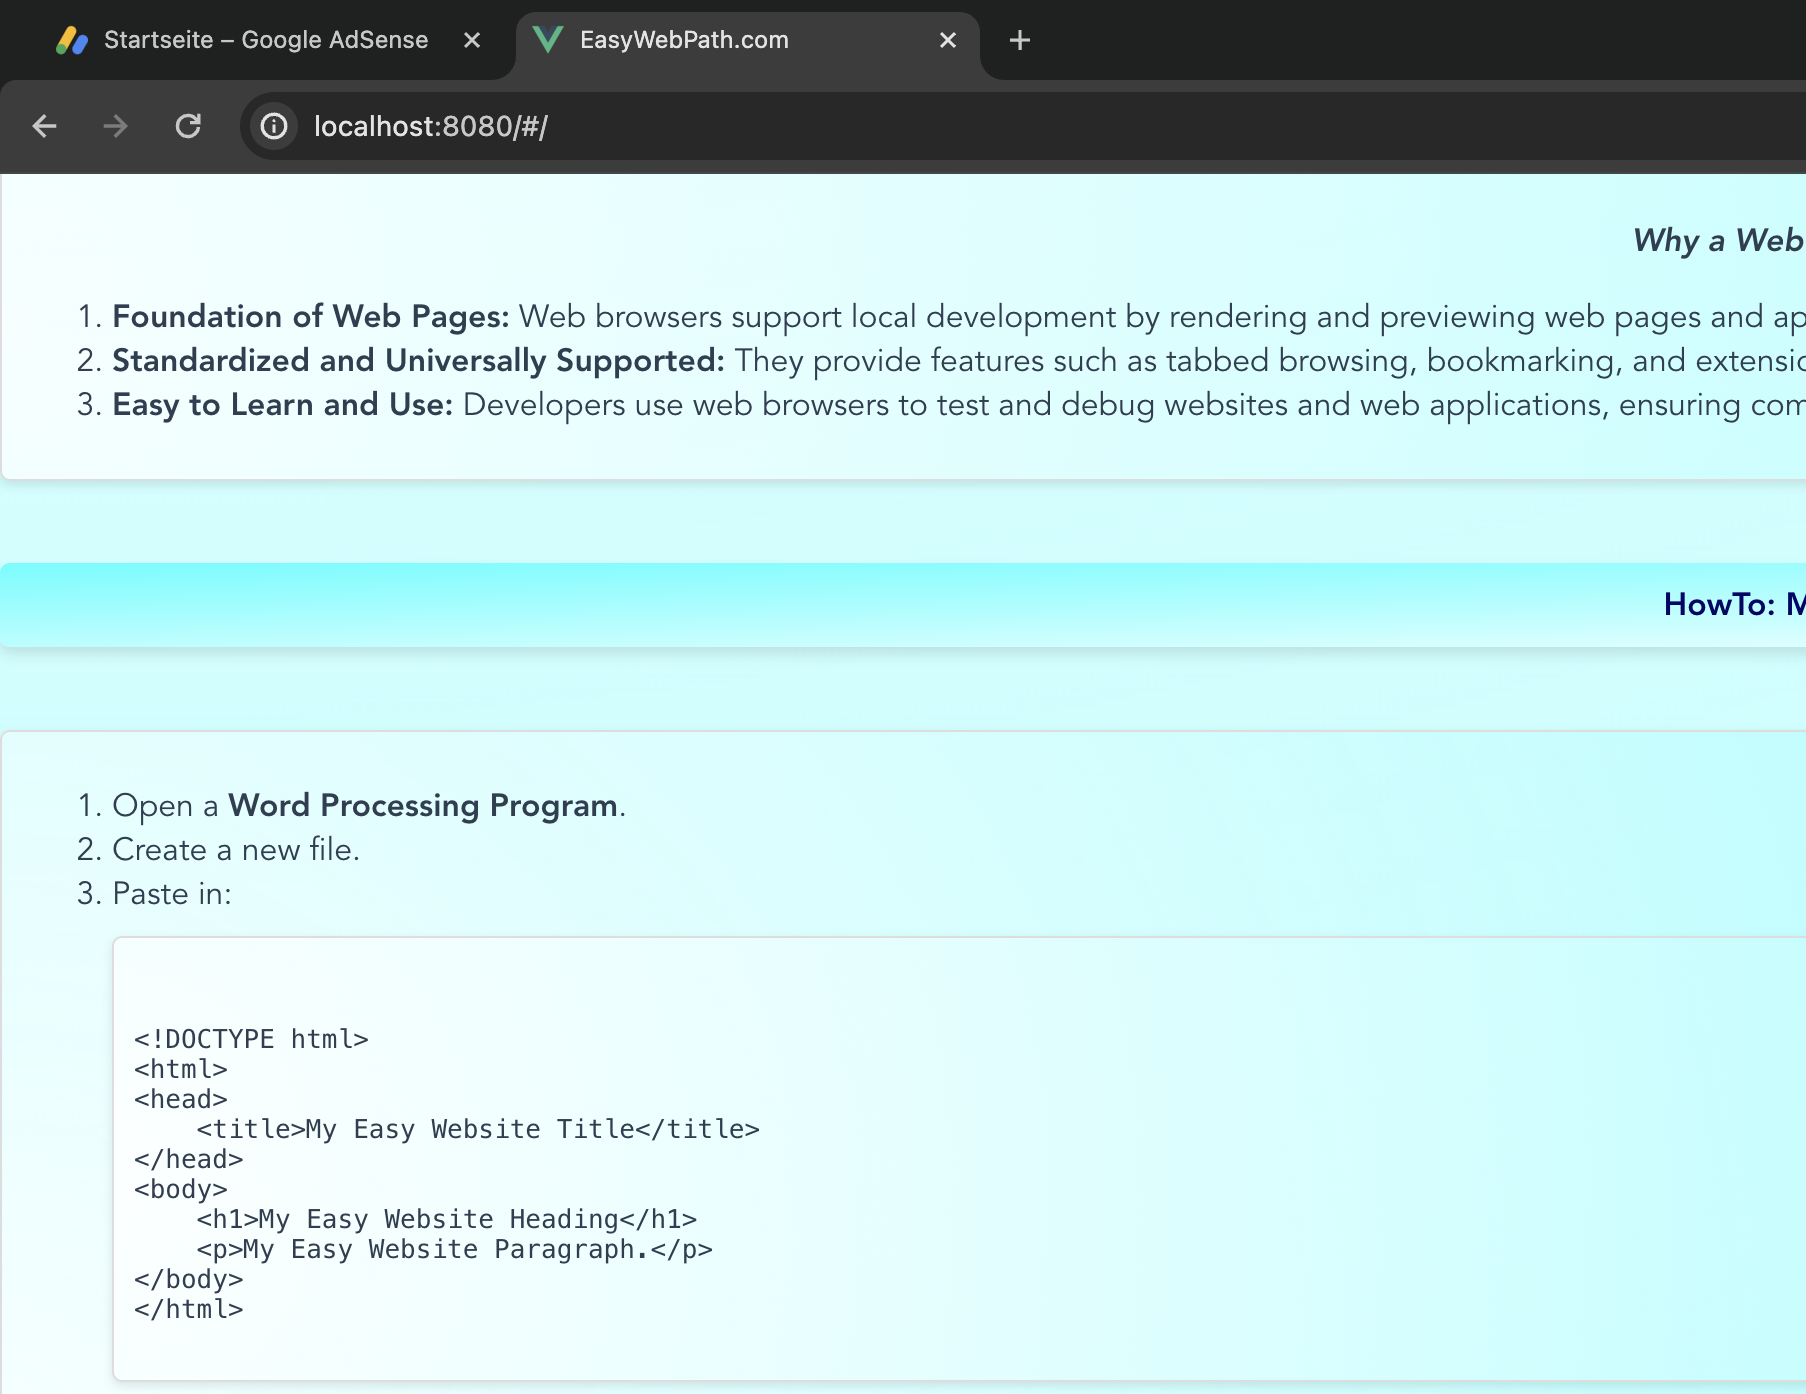 Startseite – Google AdSense
EasyWebPath.com
localhost:8080/#/
Why a Web
1. Foundation of Web Pages: Web browsers support local development by rendering and previewing web pages and ap
2. Standardized and Universally Supported: They provide features such as tabbed browsing, bookmarking, and extensio
3. Easy to Learn and Use: Developers use web browsers to test and debug websites and web applications, ensuring com
HowTo: M
1. Open a Word Processing Program.
2. Create a new file.
3. Paste in:
<!DOCTYPE html>
<html>
<head>
    <title>My Easy Website Title</title>
</head>
<body>
    <h1>My Easy Website Heading</h1>
    <p>My Easy Website Paragraph.</p>
</body>
</html>